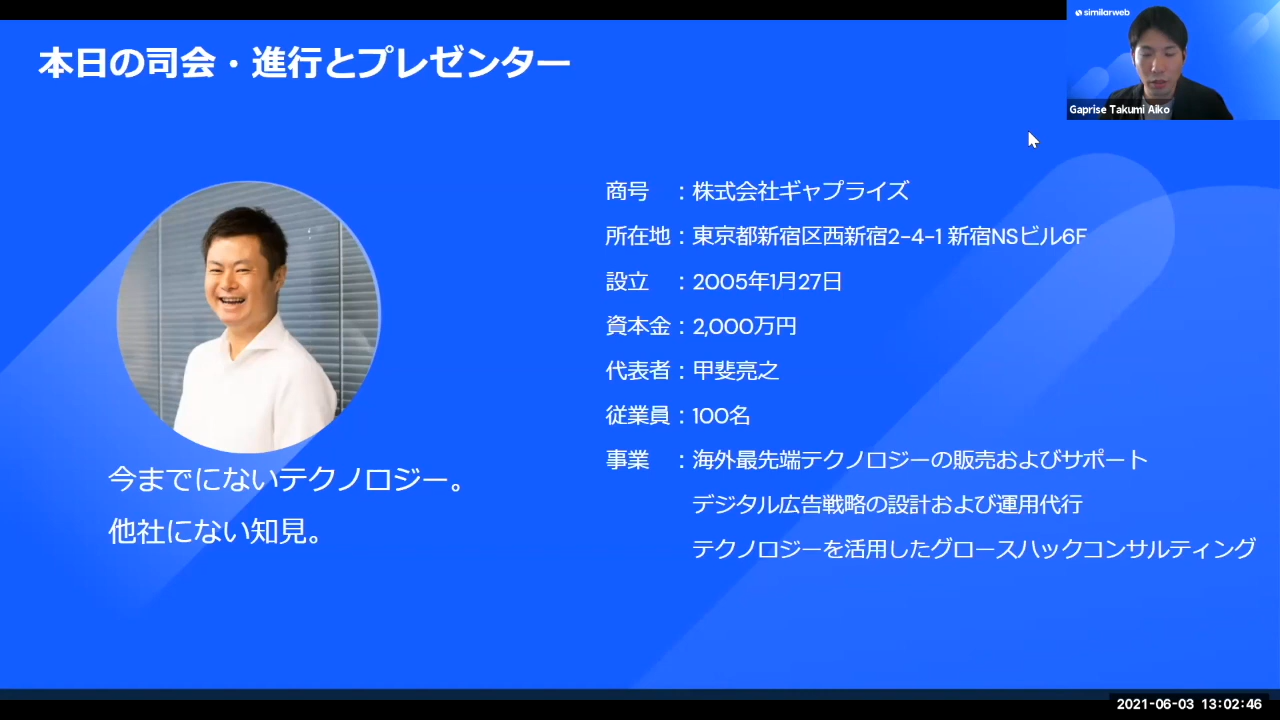 本日の司会・進行とプレゼンター
similarweb
Gaprise Takumi Aiko
商号　：株式会社ギャプライズ
所在地：東京都新宿区西新宿2-4-1 新宿NSビル6F
設立　：2005年1月27日
資本金：2,000万円
代表者：甲斐亮之
従業員：100名
事業　：海外最先端テクノロジーの販売およびサポート
デジタル広告戦略の設計および運用代行
テクノロジーを活用したグロースハックコンサルティング
今までにないテクノロジー。
他社にない知見。
2021-06-03 13:02:46